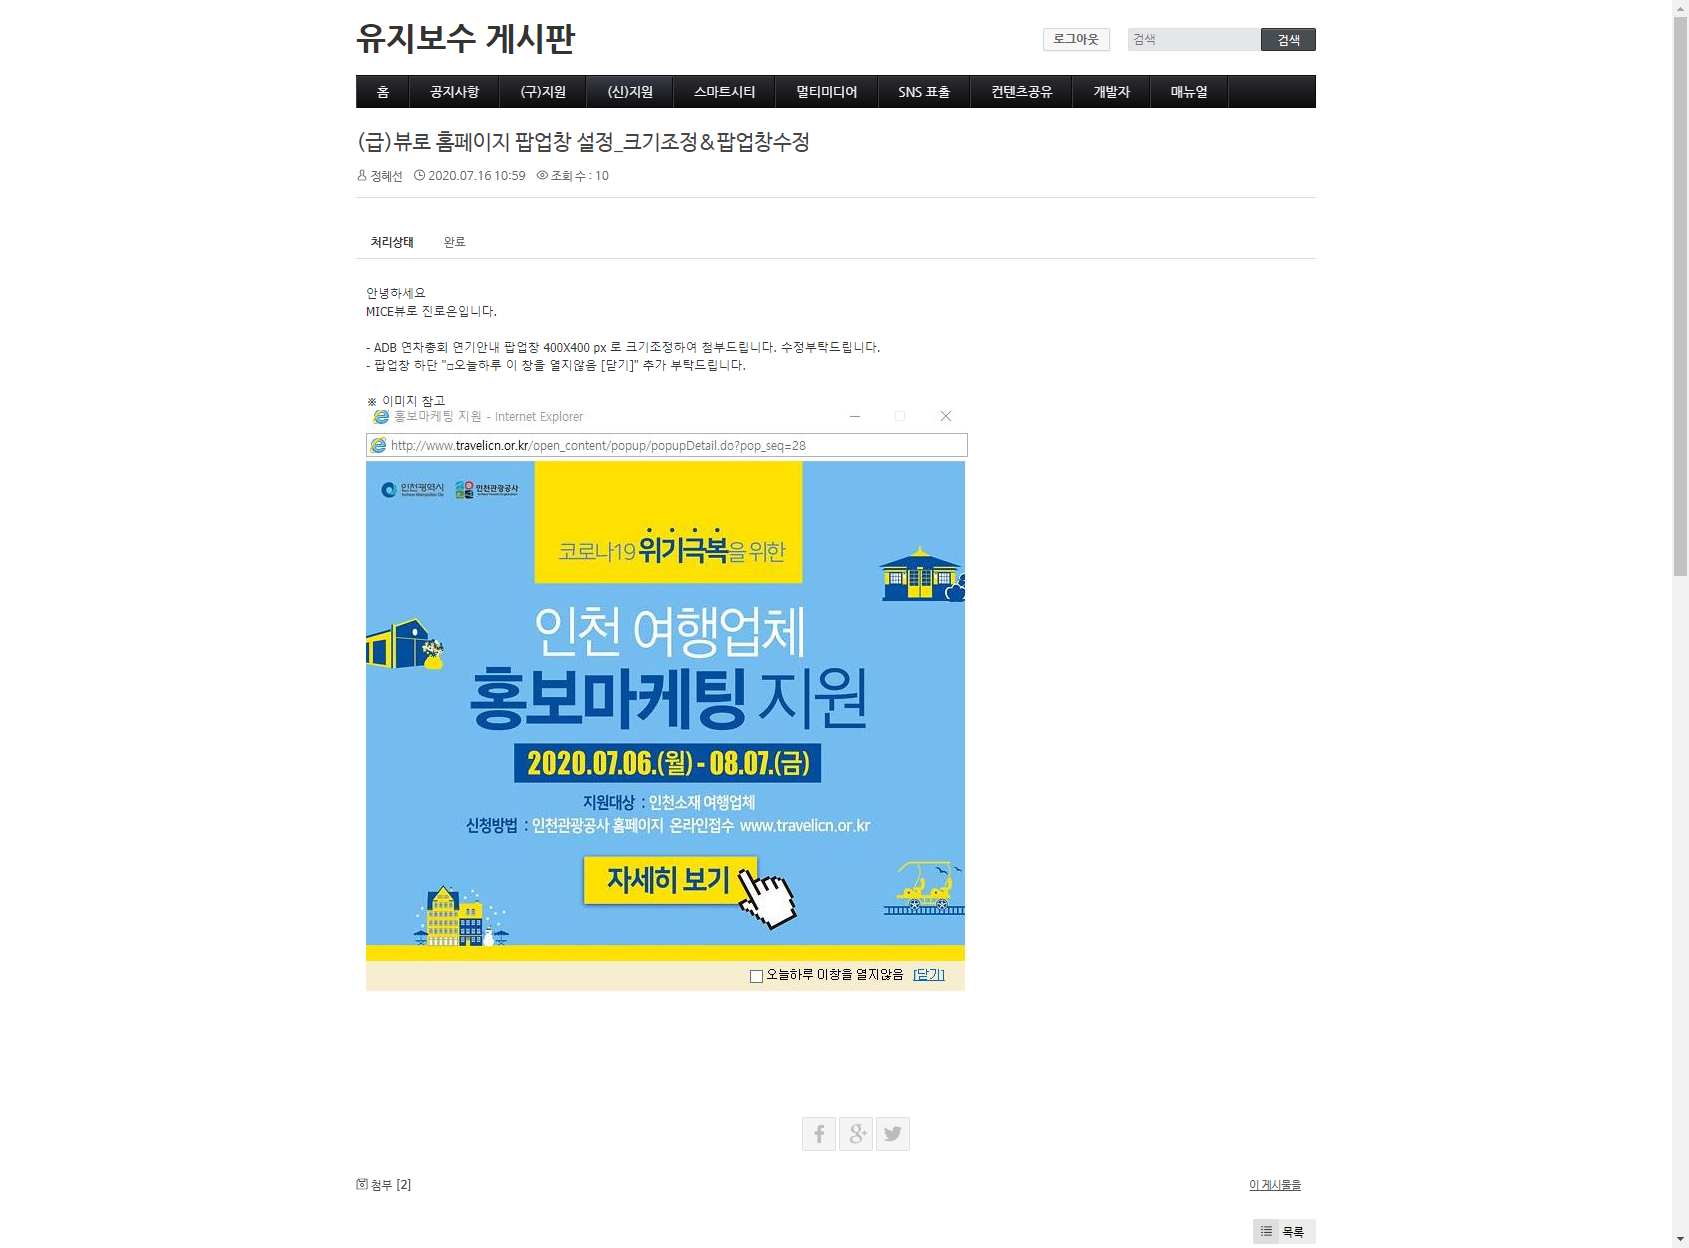 유지보수 게시판
로그아웃
검색
검색
홈 공지사항 (구)지원 (신)지원 스마트시티 멀티미디어 SNS 표출 컨텐츠공유 개발자 매뉴얼
(급)뷰로 홈페이지 팝업창 설정_크기조정&팝업창수정
정혜선 2020.07.16 10:59 조회 수 : 10
처리상태 완료
안녕하세요
MICE뷰로 진로은입니다.
- ADB 연차총회 연기안내 팝업창 400X400 px 로 크기조정하여 첨부드립니다. 수정부탁드립니다.
- 팝업창 하단 "□오늘하루 이 창을 열지않음 [닫기]" 추가 부탁드립니다.
※ 이미지 참고
홍보마케팅 지원 - Internet Explorer
http://www.travelicn.or.kr/open_content/popup/popupDetail.do?pop_seq=28
인천광역시 인천관광공사
코로나19 위기극복을 위한
인천 여행업체
홍보마케팅 지원
2020.07.06.(월) - 08.07.(금)
지원대상 : 인천소재 여행업체
신청방법 : 인천관광공사 홈페이지 온라인접수 www.travelicn.or.kr
자세히 보기
오늘하루 이창을 열지않음 [닫기]
첨부 [2]
이 게시물을
목록